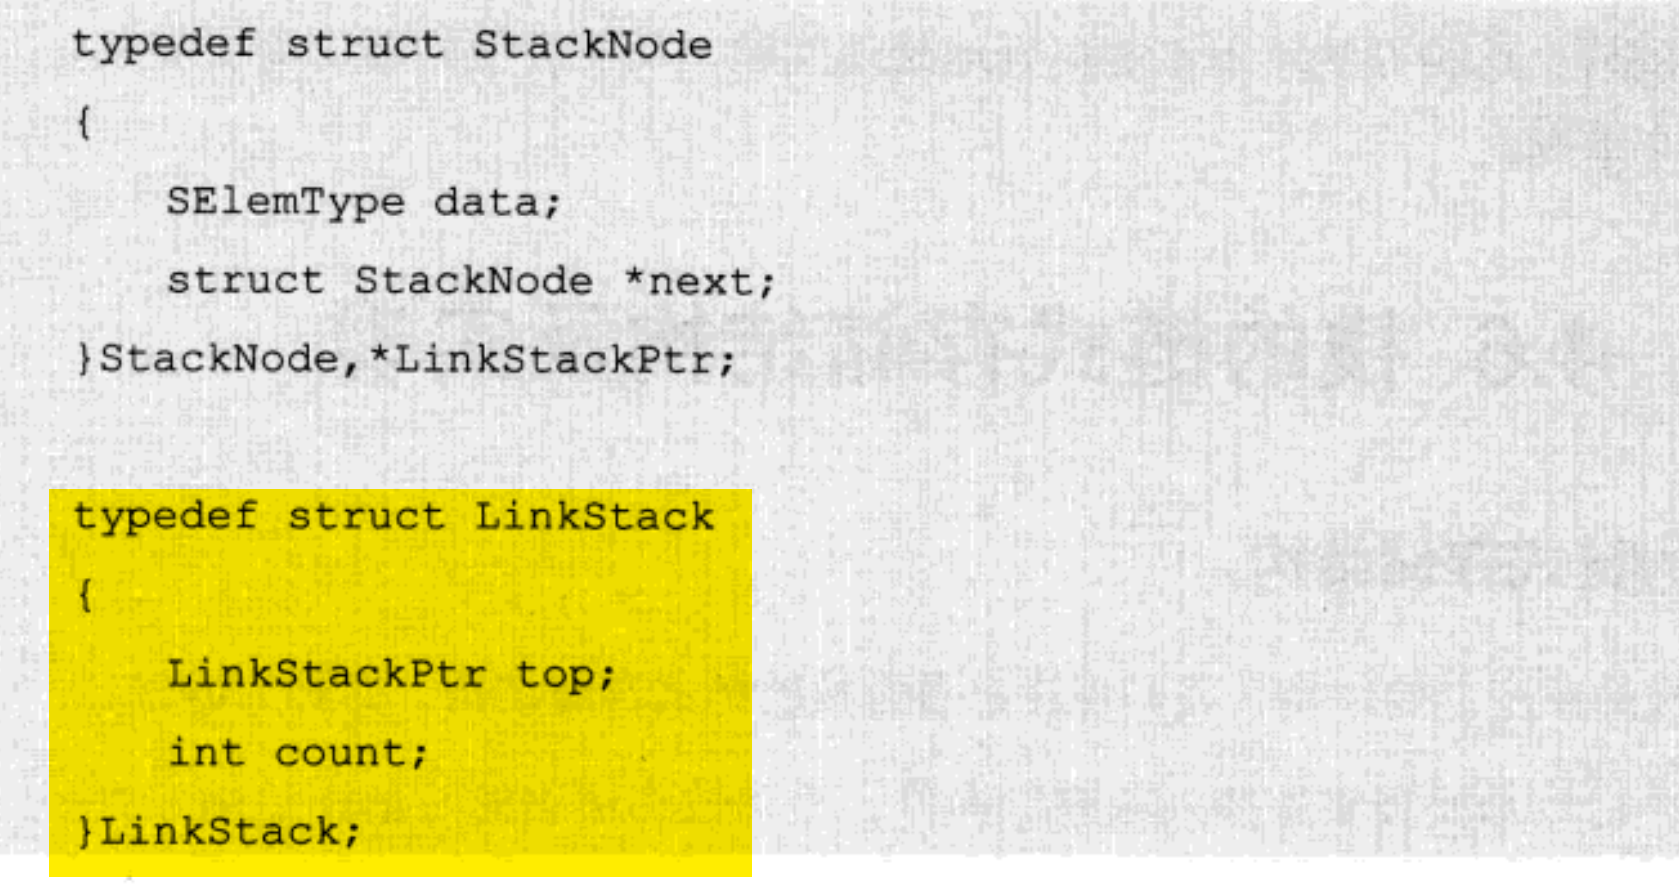 typedef struct StackNode
{
SElemType data;
struct StackNode *next;
}StackNode,*LinkStackPtr;
typedef struct LinkStack
{
LinkStackPtr top;
int count;
}LinkStack;